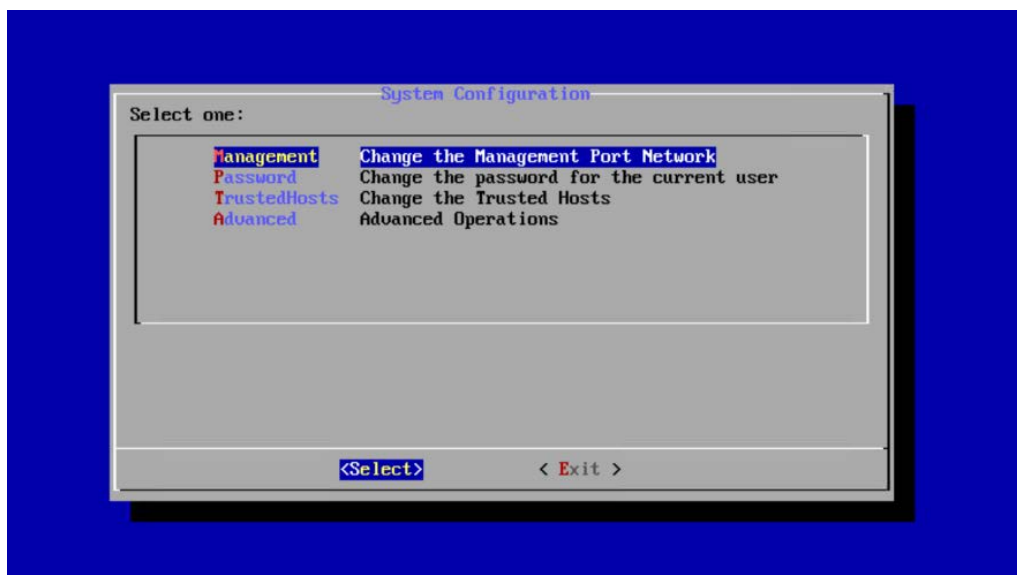 System Configuration
Select one:
Management Change the Management Port Network
Password Change the password for the current user
TrustedHosts Change the Trusted Hosts
Advanced Advanced Operations
<Select> < Exit >